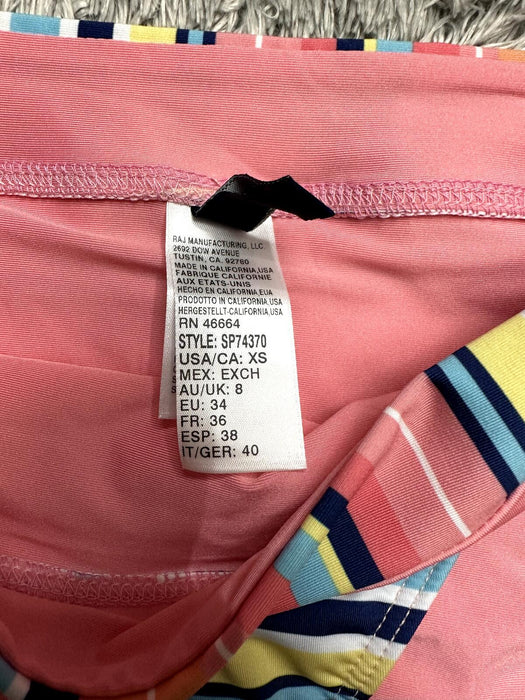 RAJ MANUFACTURING, LLC
2692 DOW AVENUE
TUSTIN, CA. 92780
MADE IN CALIFORNIA,USA
FABRIQUE CALIFORNIE
AUX ETATS-UNIS
HECHO EN CALIFORNIA,EUA
PRODOTTO IN CALIFORNIA, USA
HERGESTELLT-CALIFORNIA,USA
RN 46664
STYLE: SP74370
USA/CA: XS
MEX: EXCH
AU/UK: 8
EU: 34
FR: 36
ESP: 38
IT/GER: 40